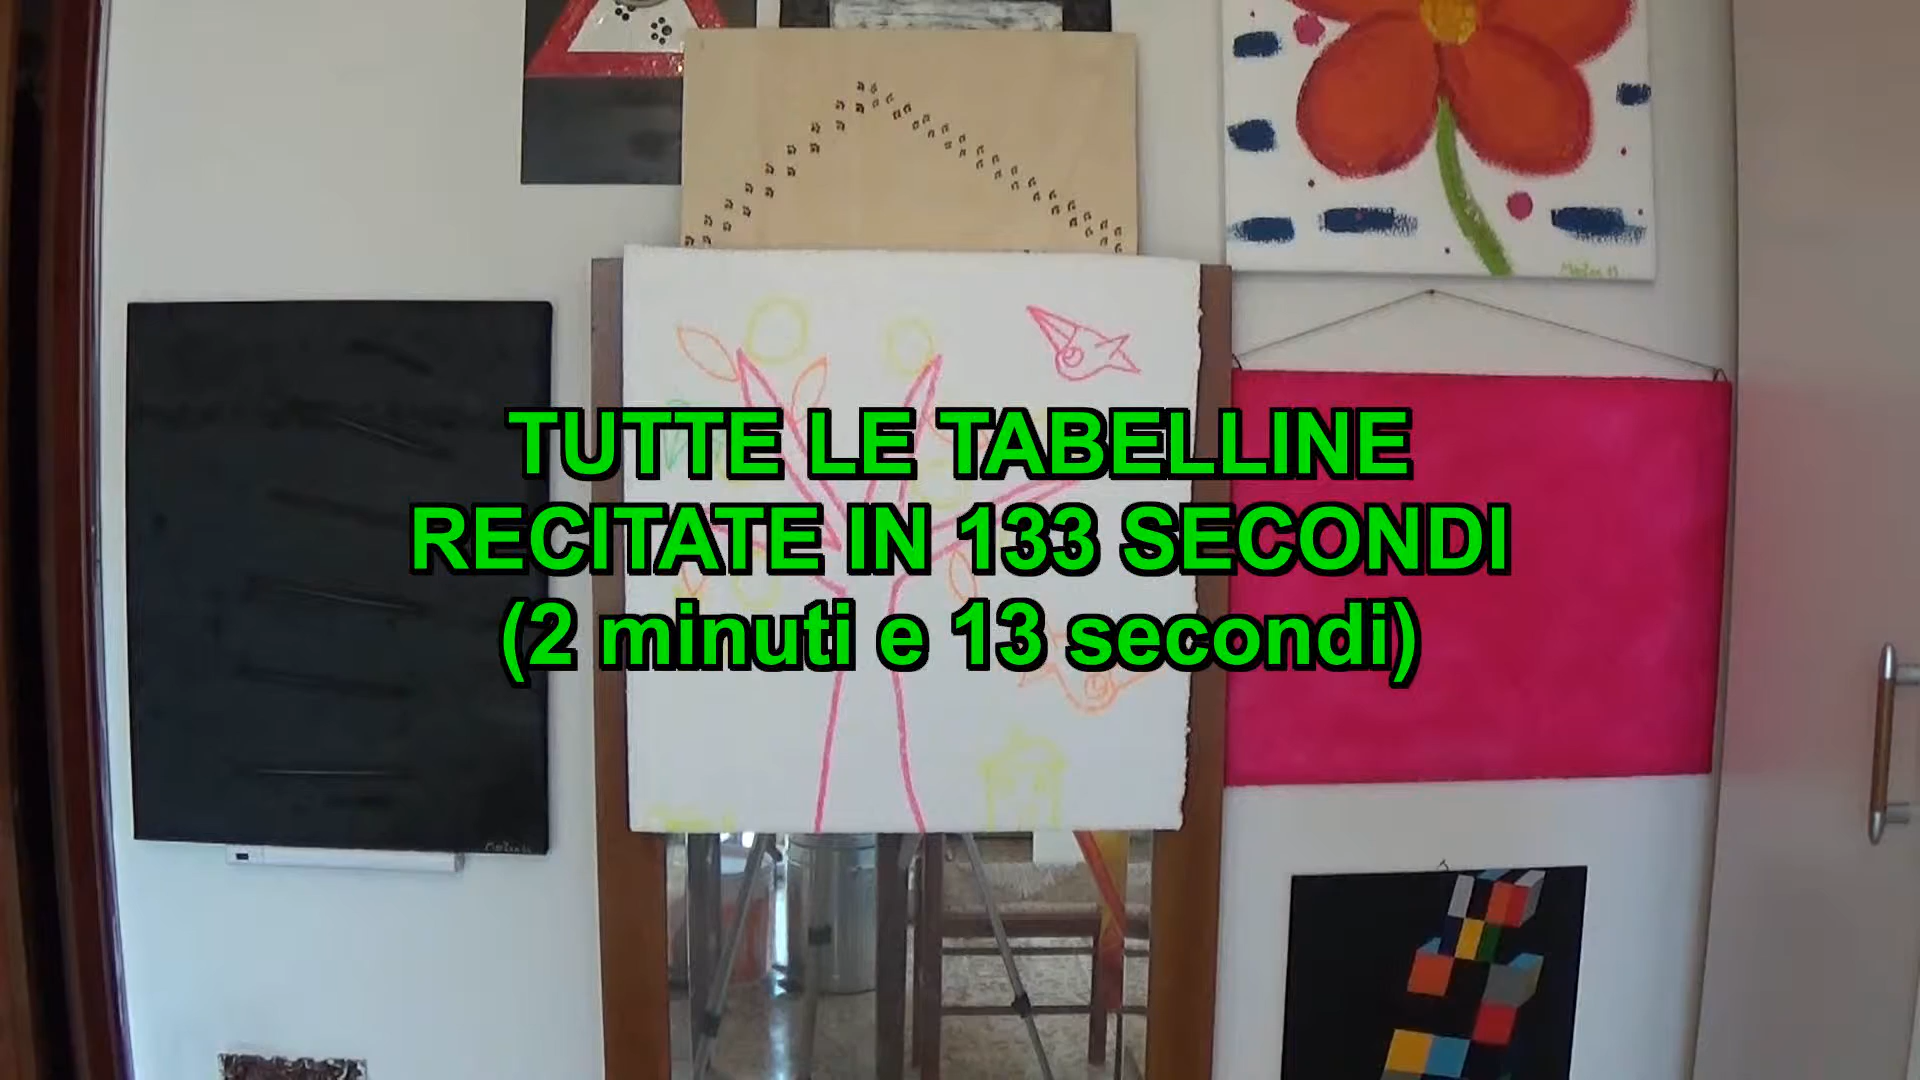 TUTTE LE TABELLINE
RECITATE IN 133 SECONDI
(2 minuti e 13 secondi)